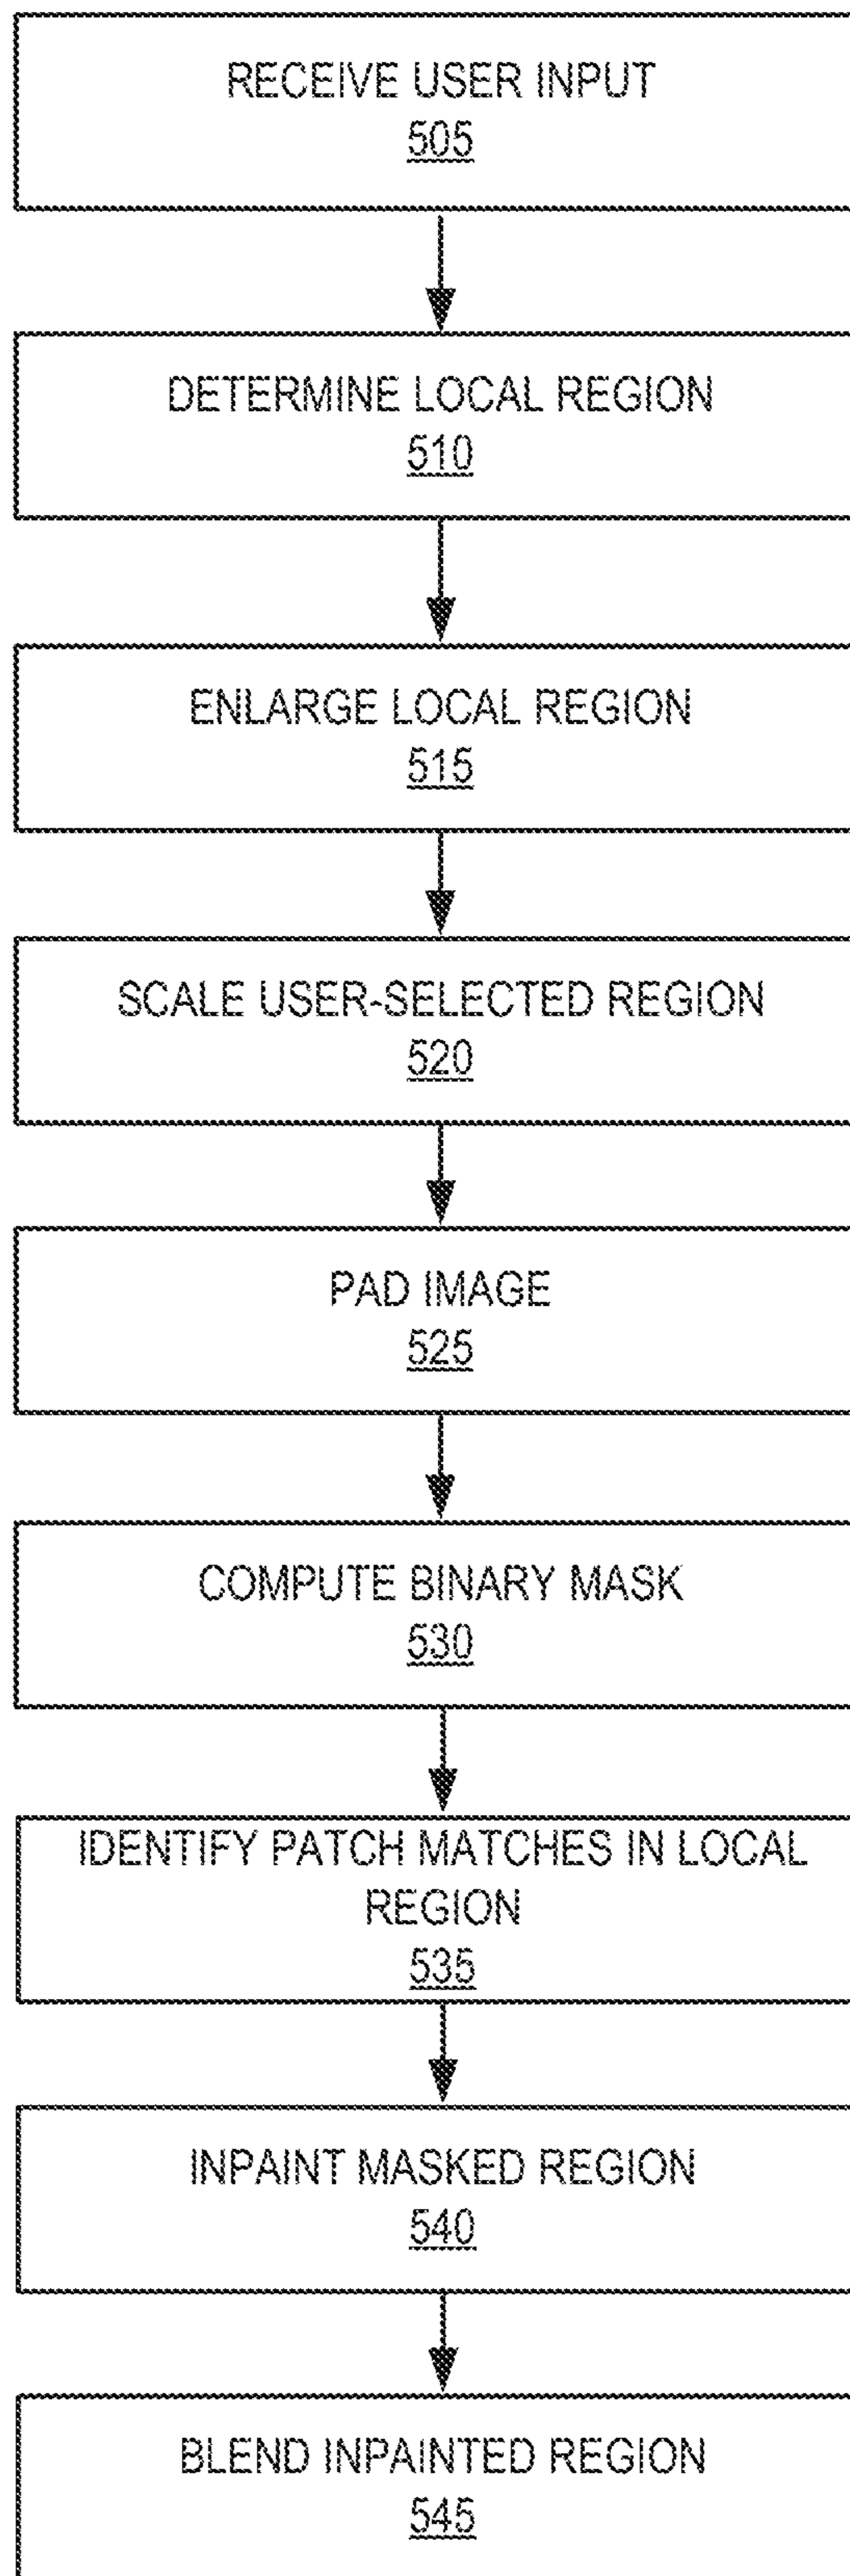 RECEIVE USER INPUT
505
DETERMINE LOCAL REGION
510
ENLARGE LOCAL REGION
515
SCALE USER-SELECTED REGION
520
PAD IMAGE
525
COMPUTE BINARY MASK
530
IDENTIFY PATCH MATCHES IN LOCAL
REGION
535
INPAINT MASKED REGION
540
BLEND INPAINTED REGION
545